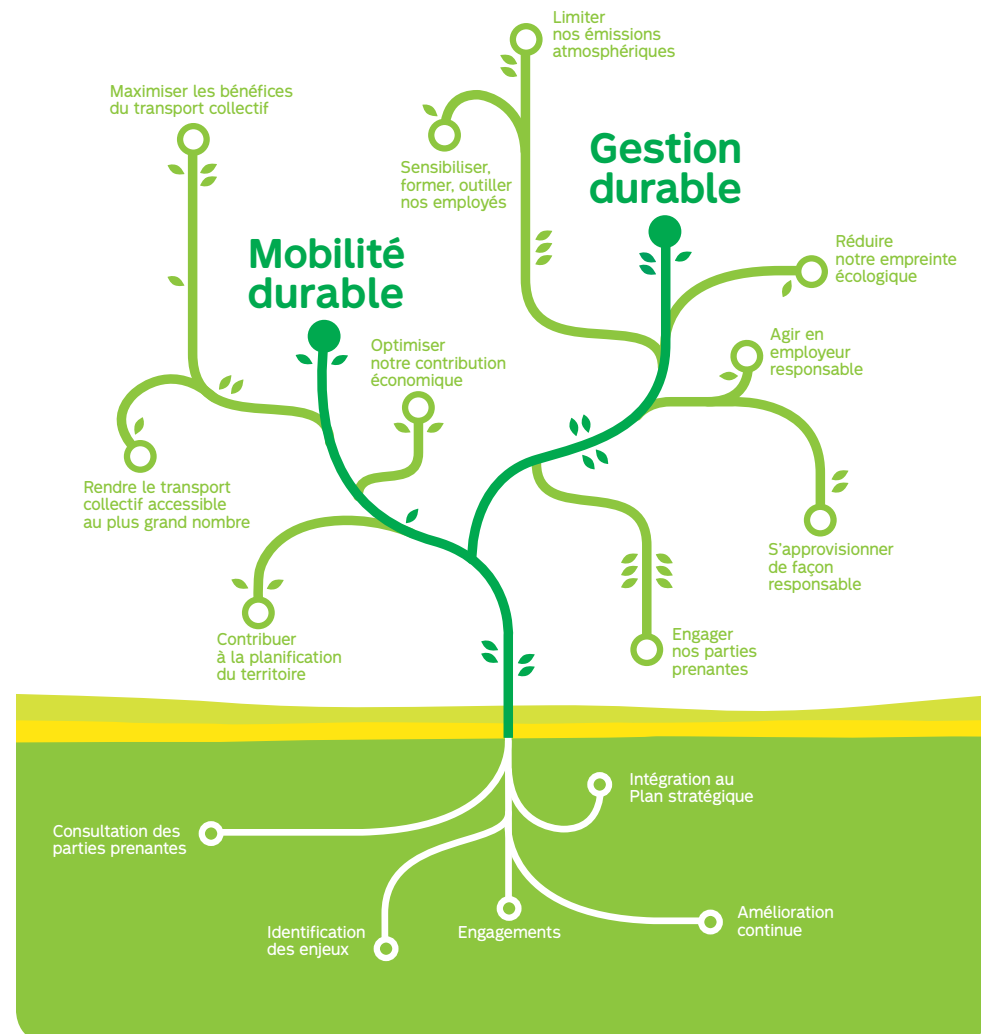 Limiter
nos émissions
atmosphériques
Maximiser les bénéfices
du transport collectif
Sensibiliser,
former, outiller
nos employés
Gestion
durable
Mobilité
durable
Réduire
notre empreinte
écologique
Optimiser
notre contribution
économique
Agir en
employeur
responsable
Rendre le transport
collectif accessible
au plus grand nombre
S'approvisionner
de façon
responsable
Contribuer
à la planification
du territoire
Engager
nos parties
prenantes
Intégration au
Plan stratégique
Consultation des
parties prenantes
Identification
des enjeux
Engagements
Amélioration
continue